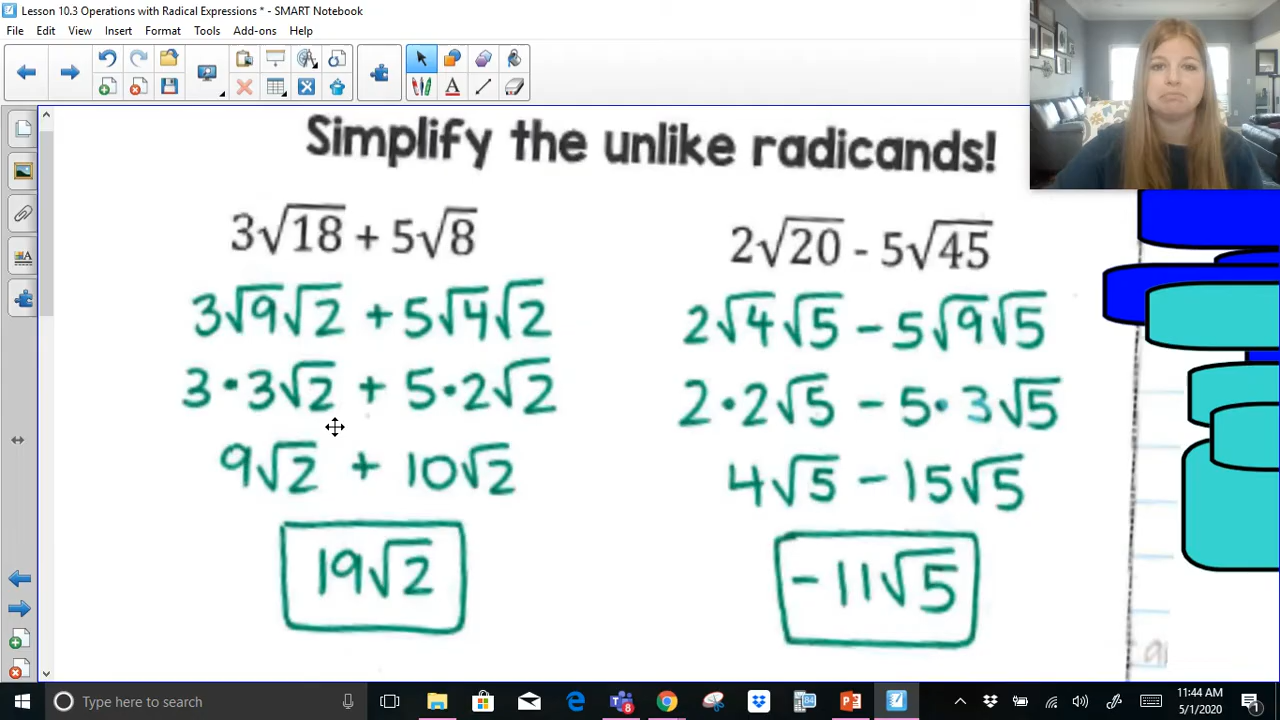 Lesson 10.3 Operations with Radical Expressions * - SMART Notebook
File Edit View Insert Format Tools Add-ons Help
Simplify the unlike radicands!
3√18 + 5√8
3√9√2 + 5√4√2
3·3√2 + 5·2√2
9√2 + 10√2
19√2
2√20 - 5√45
2√4√5 − 5√9√5
2·2√5 − 5·3√5
4√5 − 15√5
−11√5
Type here to search
8
11:44 AM
5/1/2020
1